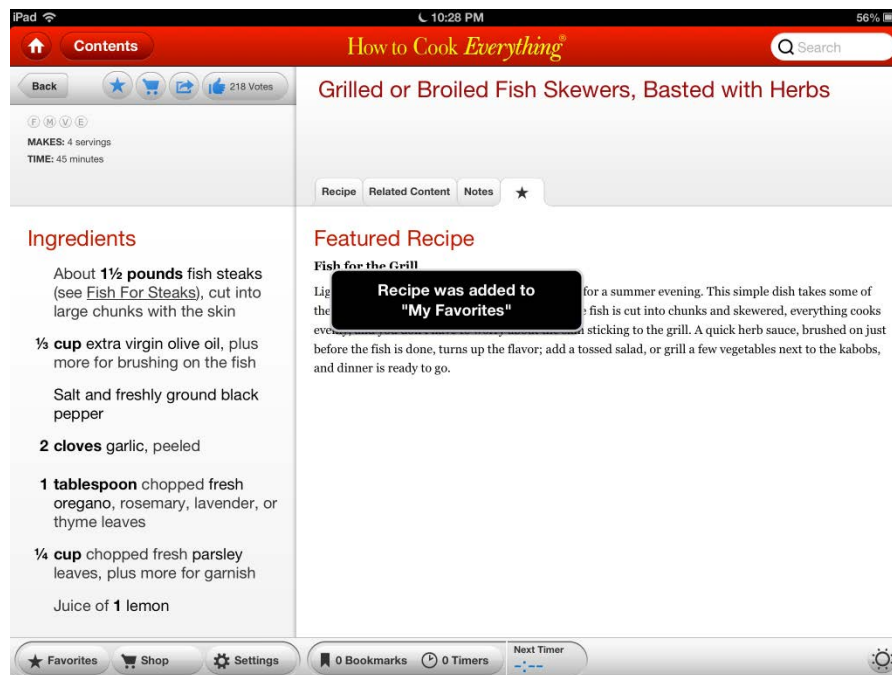 iPad 10:28 PM 56%
Contents How to Cook Everything® Search
Back 218 Votes
Grilled or Broiled Fish Skewers, Basted with Herbs
F M V E
MAKES: 4 servings
TIME: 45 minutes
Recipe Related Content Notes
Ingredients
About 1½ pounds fish steaks
(see Fish For Steaks), cut into
large chunks with the skin
⅓ cup extra virgin olive oil, plus
more for brushing on the fish
Salt and freshly ground black
pepper
2 cloves garlic, peeled
1 tablespoon chopped fresh
oregano, rosemary, lavender, or
thyme leaves
¼ cup chopped fresh parsley
leaves, plus more for garnish
Juice of 1 lemon
Featured Recipe
Fish for the Grill
Recipe was added to
"My Favorites"
for a summer evening. This simple dish takes some of
the fish is cut into chunks and skewered, everything cooks
sticking to the grill. A quick herb sauce, brushed on just
before the fish is done, turns up the flavor; add a tossed salad, or grill a few vegetables next to the kabobs,
and dinner is ready to go.
Favorites Shop Settings 0 Bookmarks 0 Timers Next Timer
-:--